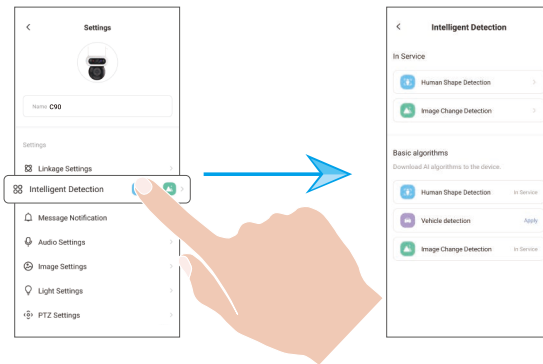 Settings
Name C90
Settings
Linkage Settings
Intelligent Detection
Message Notification
Audio Settings
Image Settings
Light Settings
PTZ Settings
Intelligent Detection
In Service
Human Shape Detection
Image Change Detection
Basic algorithms
Download AI algorithms to the device.
Human Shape Detection In Service
Vehicle detection Apply
Image Change Detection In Service